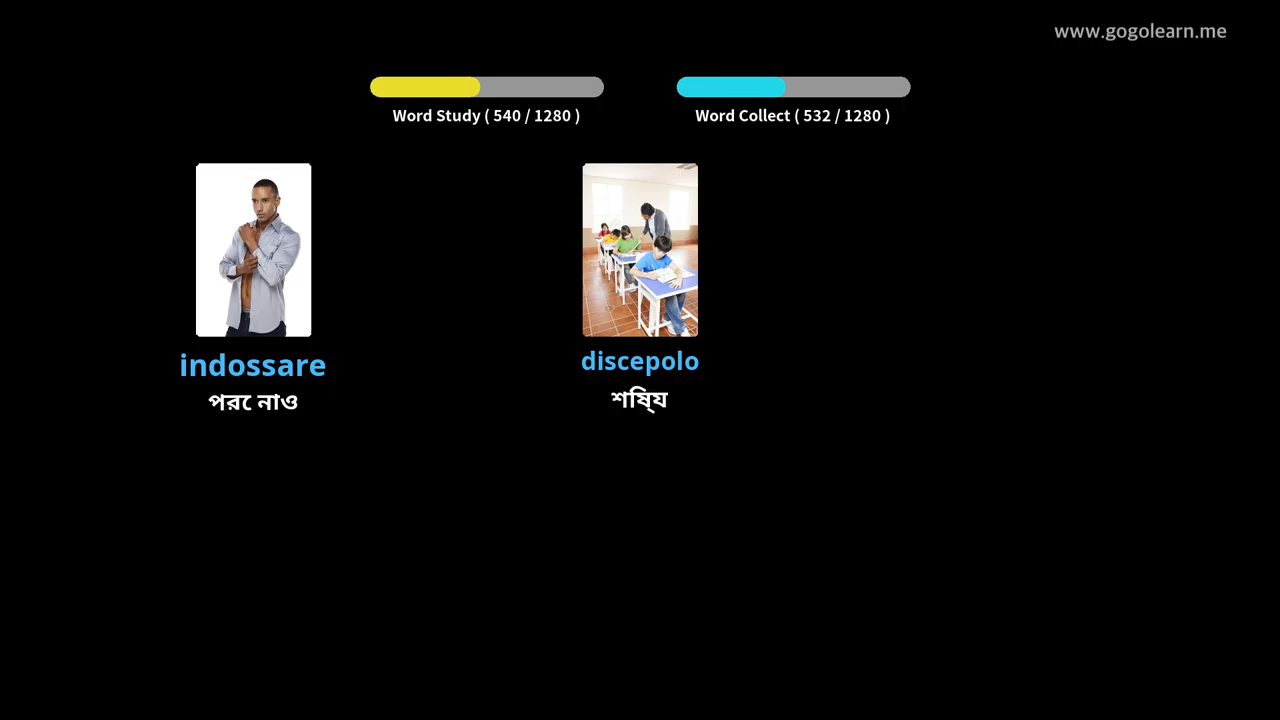 www.gogolearn.me
Word Study ( 540 / 1280 )
Word Collect ( 532 / 1280 )
indossare
discepolo
পরে নাও
শিষ্য